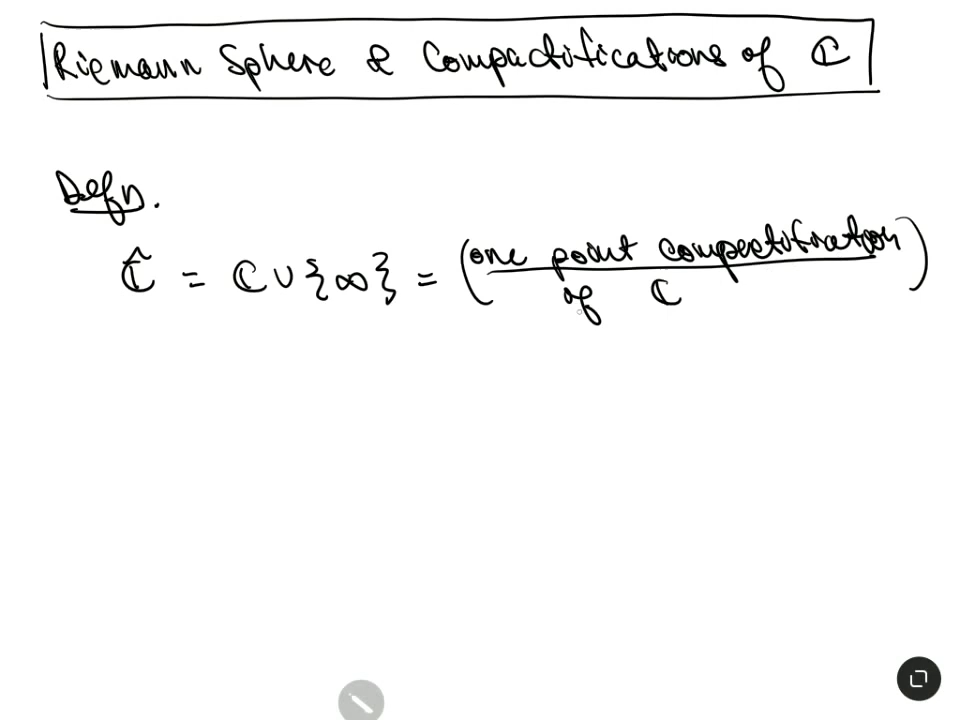 Riemann Sphere & Compactifications of ℂ
Defn.
Ĉ = ℂ ∪ {∞} = (one point compactification
of ℂ)